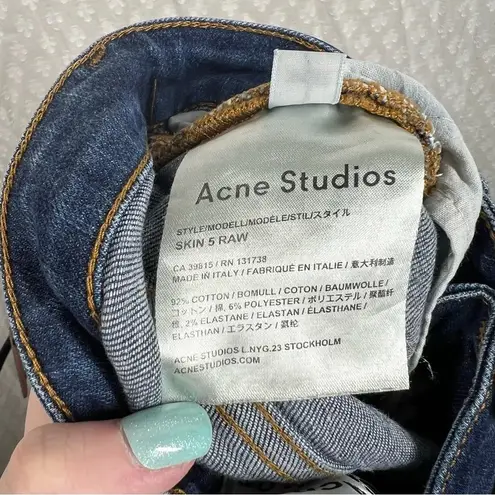 Acne Studios
STYLE/MODELL/MODÈLE/STIL/スタイル
SKIN 5 RAW
CA 39815 / RN 131738
MADE IN ITALY / FABRIQUÉ EN ITALIE / 意大利制造
92% COTTON / BOMULL / COTON / BAUMWOLLE /
コットン / 棉, 6% POLYESTER / ポリエステル / 聚酯纤
维, 2% ELASTANE / ELASTAN / ÉLASTHANNE /
ELASTHAN / エラスタン / 氨纶
ACNE STUDIOS L.NYG.23 STOCKHOLM
ACNESTUDIOS.COM